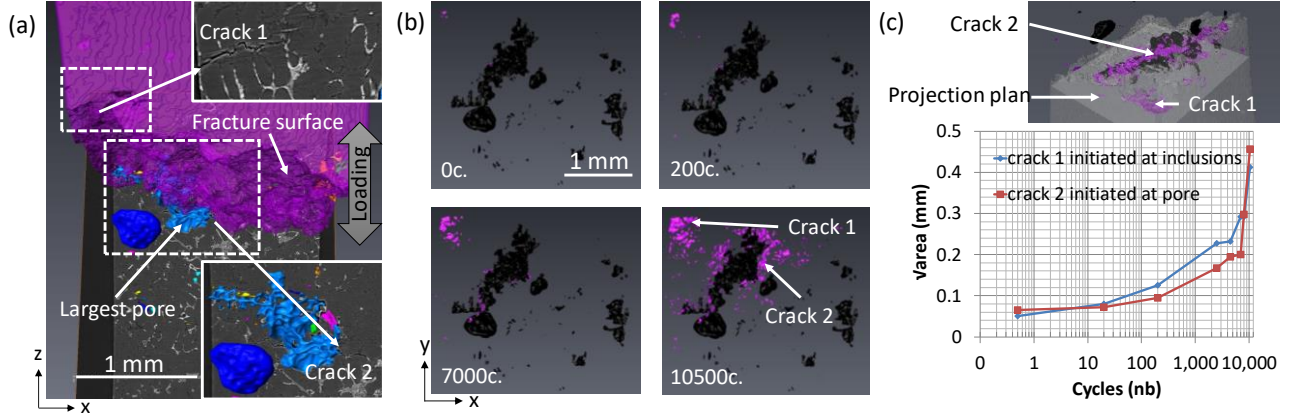 (a)
Crack 1
Fracture surface
Loading
Largest pore
Crack 2
1 mm
z
x
(b)
0c.
1 mm
200c.
7000c.
Crack 1
Crack 2
10500c.
y
x
(c)
Crack 2
Projection plan
Crack 1
√area (mm)
0.5
0.4
0.3
0.2
0.1
0
crack 1 initiated at inclusions
crack 2 initiated at pore
0 1 10 100 1,000 10,000
Cycles (nb)